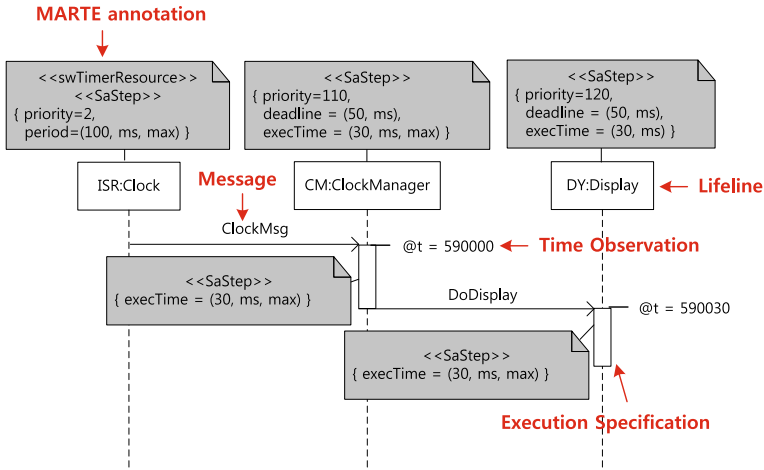 MARTE annotation
<<swTimerResource>>
<<SaStep>>
{ priority=2,
period=(100, ms, max) }
<<SaStep>>
{ priority=110,
deadline = (50, ms),
execTime = (30, ms, max) }
<<SaStep>>
{ priority=120,
deadline = (50, ms),
execTime = (30, ms) }
ISR:Clock
Message
CM:ClockManager
DY:Display
Lifeline
ClockMsg
@t = 590000
Time Observation
<<SaStep>>
{ execTime = (30, ms, max) }
DoDisplay
@t = 590030
<<SaStep>>
{ execTime = (30, ms, max) }
Execution Specification